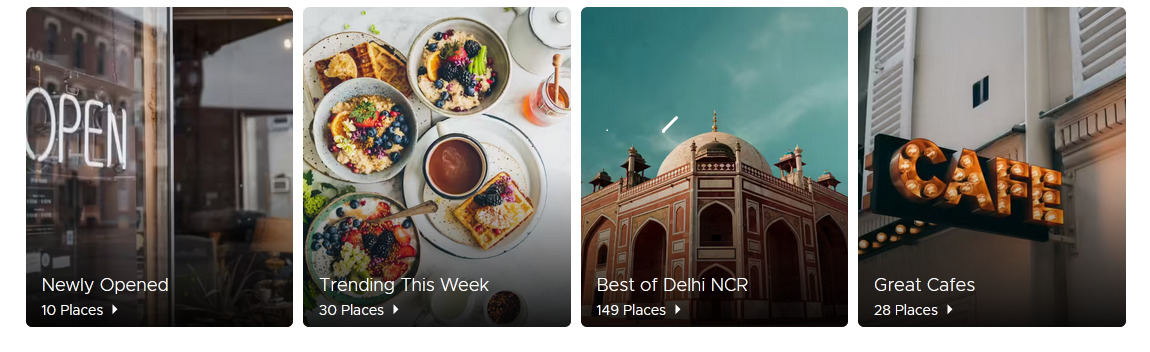 OPEN
Newly Opened
10 Places
Trending This Week
30 Places
Best of Delhi NCR
149 Places
CAFE
Great Cafes
28 Places